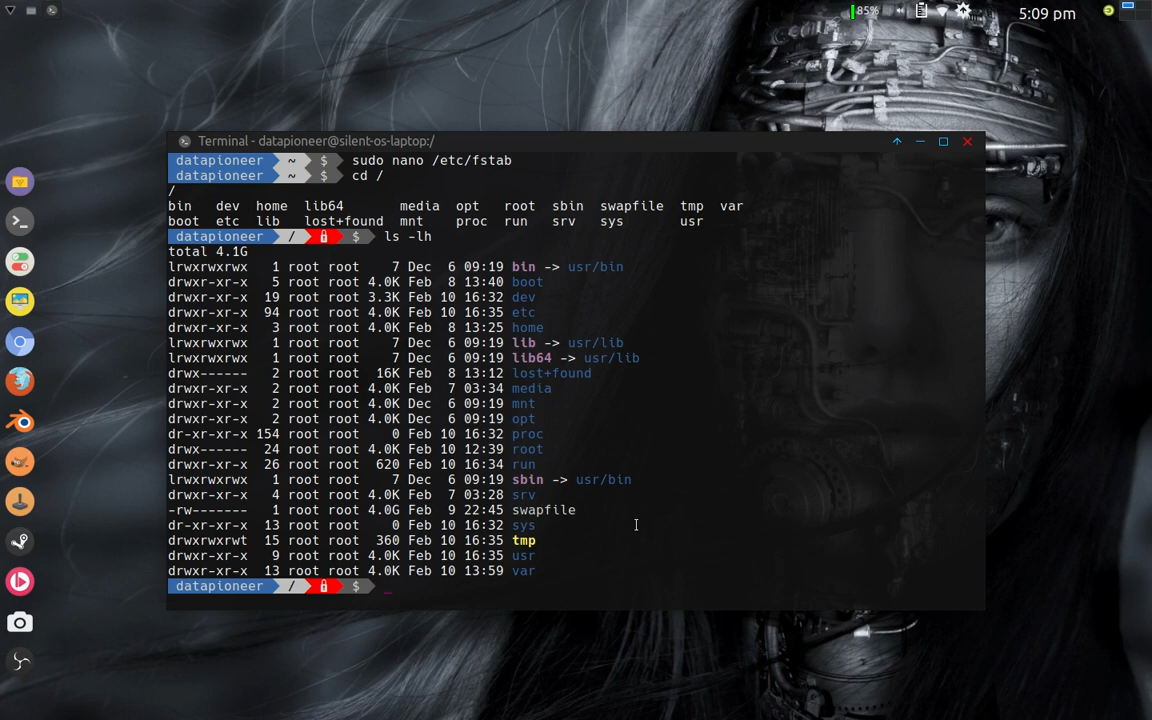 85%
5:09 pm
Terminal - datapioneer@silent-os-laptop:/
datapioneer ~ $ sudo nano /etc/fstab
datapioneer ~ $ cd /
/
bin   dev  home  lib64       media  opt   root  sbin  swapfile  tmp  var
boot  etc  lib   lost+found  mnt    proc  run   srv   sys       usr
datapioneer / $ ls -lh
total 4.1G
lrwxrwxrwx   1 root root    7 Dec  6 09:19 bin -> usr/bin
drwxr-xr-x   5 root root 4.0K Feb  8 13:40 boot
drwxr-xr-x  19 root root 3.3K Feb 10 16:32 dev
drwxr-xr-x  94 root root 4.0K Feb 10 16:35 etc
drwxr-xr-x   3 root root 4.0K Feb  8 13:25 home
lrwxrwxrwx   1 root root    7 Dec  6 09:19 lib -> usr/lib
lrwxrwxrwx   1 root root    7 Dec  6 09:19 lib64 -> usr/lib
drwx------   2 root root  16K Feb  8 13:12 lost+found
drwxr-xr-x   2 root root 4.0K Feb  7 03:34 media
drwxr-xr-x   2 root root 4.0K Dec  6 09:19 mnt
drwxr-xr-x   2 root root 4.0K Dec  6 09:19 opt
dr-xr-xr-x 154 root root    0 Feb 10 16:32 proc
drwx------  24 root root 4.0K Feb 10 12:39 root
drwxr-xr-x  26 root root  620 Feb 10 16:34 run
lrwxrwxrwx   1 root root    7 Dec  6 09:19 sbin -> usr/bin
drwxr-xr-x   4 root root 4.0K Feb  7 03:28 srv
-rw-------   1 root root 4.0G Feb  9 22:45 swapfile
dr-xr-xr-x  13 root root    0 Feb 10 16:32 sys
drwxrwxrwt  15 root root  360 Feb 10 16:35 tmp
drwxr-xr-x   9 root root 4.0K Feb 10 16:35 usr
drwxr-xr-x  13 root root 4.0K Feb 10 13:59 var
datapioneer / $ _